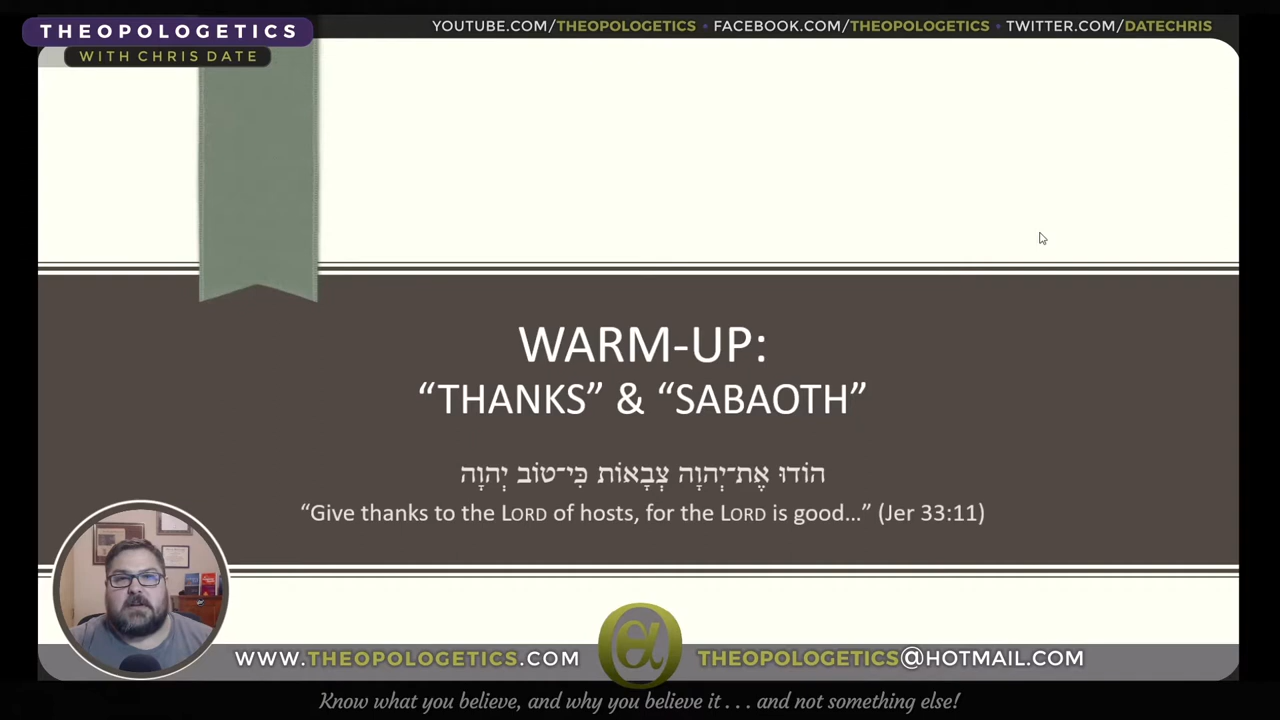 THEOPOLOGETICS
WITH CHRIS DATE
YOUTUBE.COM/THEOPOLOGETICS • FACEBOOK.COM/THEOPOLOGETICS • TWITTER.COM/DATECHRIS
WARM-UP:
“THANKS” & “SABAOTH”
הוֹדוּ אֶת־יְהוָה צְבָאוֹת כִּי־טוֹב יְהוָה
“Give thanks to the LORD of hosts, for the LORD is good…” (Jer 33:11)
WWW.THEOPOLOGETICS.COM
THEOPOLOGETICS@HOTMAIL.COM
Know what you believe, and why you believe it . . . and not something else!